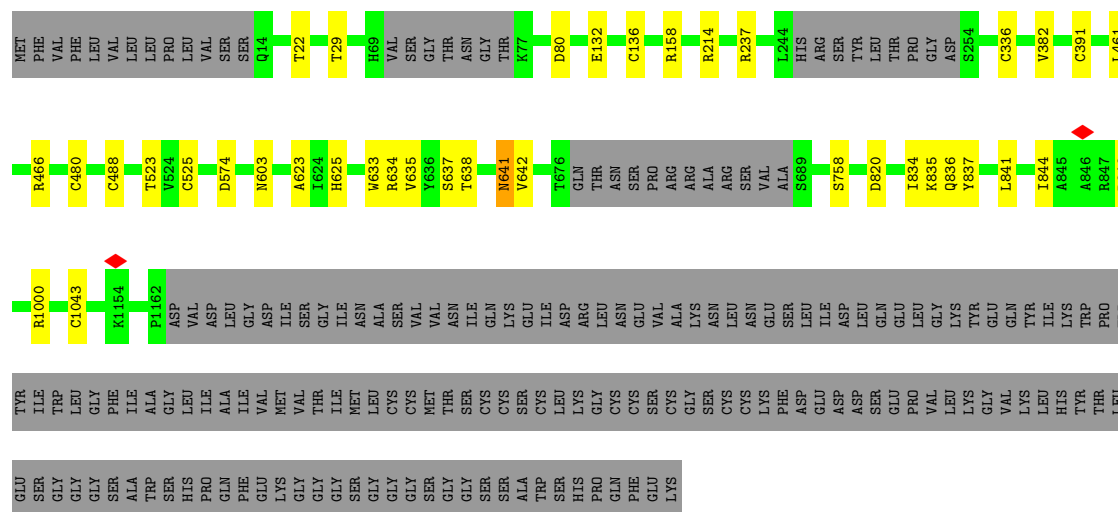 MET PHE VAL PHE LEU VAL LEU LEU PRO LEU VAL SER SER Q14 T22 T29 H69 VAL SER GLY THR ASN GLY THR K77 D80 E132 C136 R158 R214 R237 L244 HIS ARG SER TYR LEU THR PRO GLY ASP S254 C336 V382 C391 L461
R466 C480 C488 T523 V524 C525 D574 N603 A623 I624 H625 W633 R634 V635 Y636 S637 T638 N641 V642 T676 GLN THR ASN SER PRO ARG ARG ALA ARG SER VAL ALA S689 S758 D820 I834 K835 Q836 Y837 L841 I844 A845 A846 R847
R1000 C1043 K1154 P1162 ASP VAL ASP LEU GLY ASP ILE SER GLY ILE ASN ALA SER VAL VAL ASN ILE GLN LYS GLU ILE ASP ARG LEU ASN GLU VAL ALA LYS ASN LEU ASN GLU SER LEU ILE ASP LEU GLN GLU LEU GLY LYS TYR GLU GLN TYR ILE LYS TRP PRO
TYR ILE TRP LEU GLY PHE ILE ALA GLY LEU ILE ALA ILE VAL MET VAL THR ILE MET LEU CYS CYS MET THR SER CYS CYS SER CYS LEU LYS GLY CYS CYS SER CYS GLY SER CYS CYS LYS PHE ASP GLU ASP ASP SER GLU PRO VAL LEU LYS GLY VAL LYS LEU HIS TYR THR LEU
GLU SER GLY GLY GLY SER ALA TRP SER HIS PRO GLN PHE GLU LYS GLY GLY GLY SER GLY GLY GLY SER GLY GLY SER SER ALA TRP SER HIS PRO GLN PHE GLU LYS